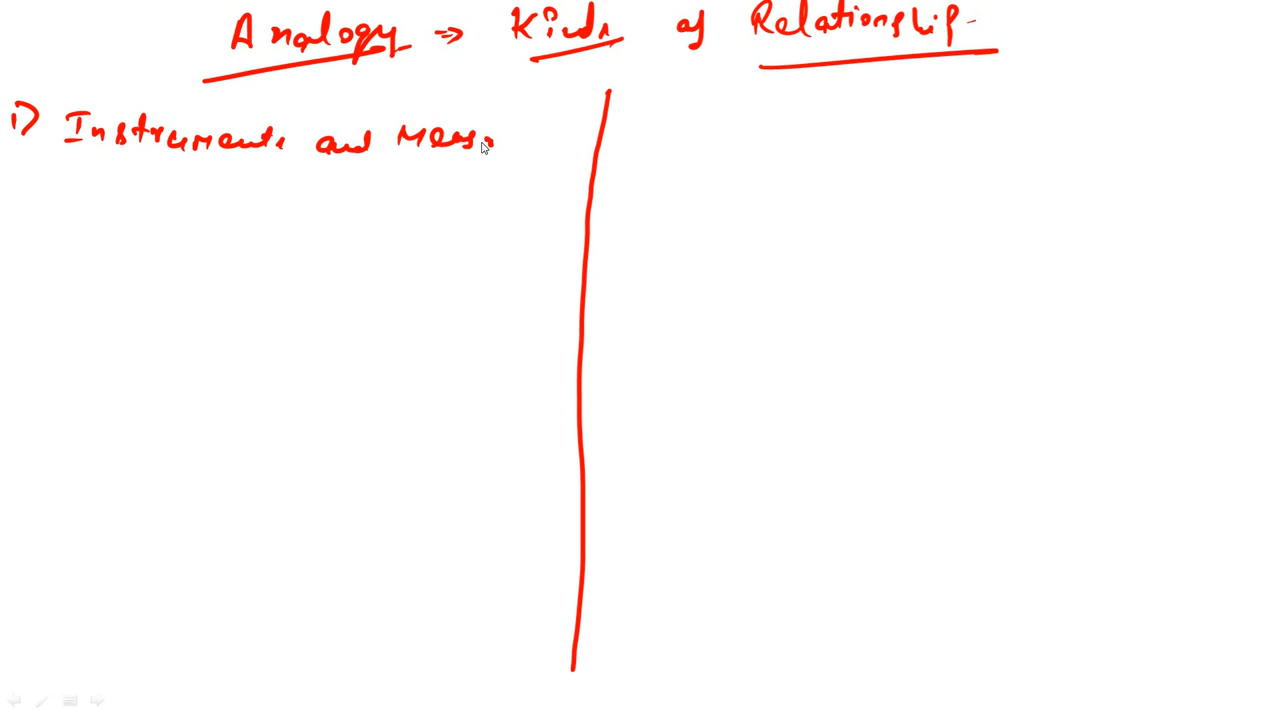 Analogy ⇒ Kinds of Relationship-
1) Instruments and Meas